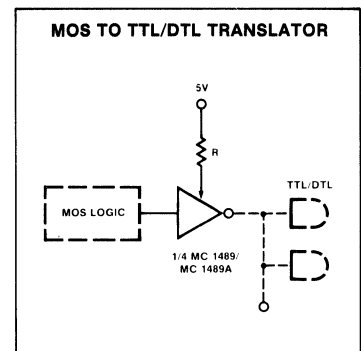 MOS TO TTL/DTL TRANSLATOR
5V
R
TTL/DTL
MOS LOGIC
1/4 MC 1489/
MC 1489A